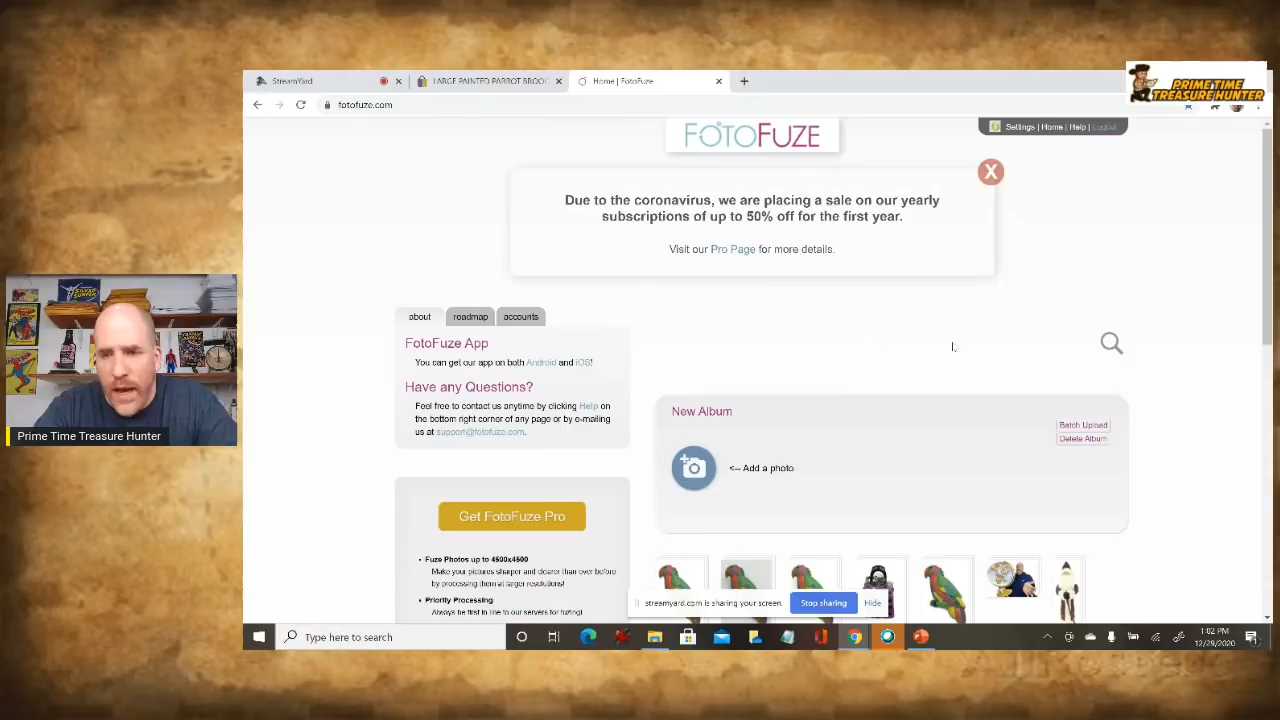 PRIME TIME
TREASURE HUNTER
StreamYard
LARGE PAINTED PARROT BROOC
Home | FotoFuze
fotofuze.com
FOTOFUZE
Settings | Home | Help | Logout
X
Due to the coronavirus, we are placing a sale on our yearly
subscriptions of up to 50% off for the first year.
Visit our Pro Page for more details.
about
roadmap
accounts
FotoFuze App
You can get our app on both Android and iOS!
Have any Questions?
Feel free to contact us anytime by clicking Help on
the bottom right corner of any page or by e-mailing
us at support@fotofuze.com.
New Album
Batch Upload
Delete Album
<-- Add a photo
Get FotoFuze Pro
• Fuze Photos up to 4500x4500
Make your pictures sharper and clearer than ever before
by processing them at larger resolutions!
• Priority Processing
Always be first in line to our servers for fuzing!
SILVER SURFER
Prime Time Treasure Hunter
streamyard.com is sharing your screen.
Stop sharing
Hide
Type here to search
1:02 PM
12/29/2020